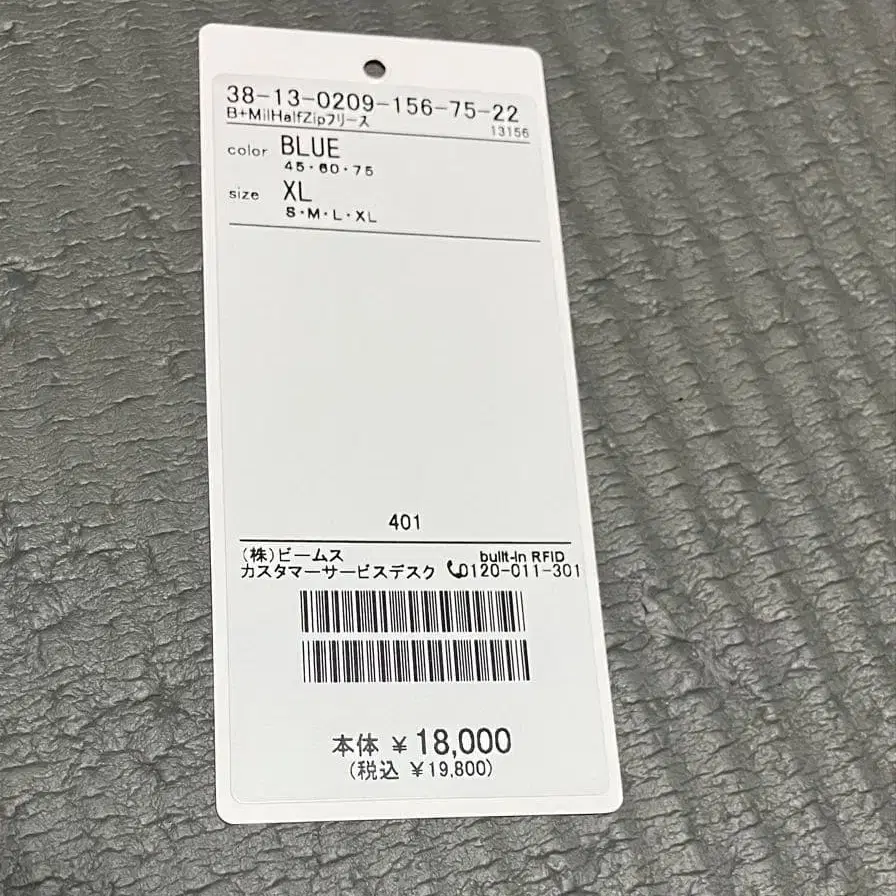 38-13-0209-156-75-22
B+MilHalfZipフリース
13156
color BLUE
45・60・75
size XL
S・M・L・XL
401
(株)ビームス built-in RFID
カスタマーサービスデスク 0120-011-301
本体 ¥18,000
(税込 ¥19,800)